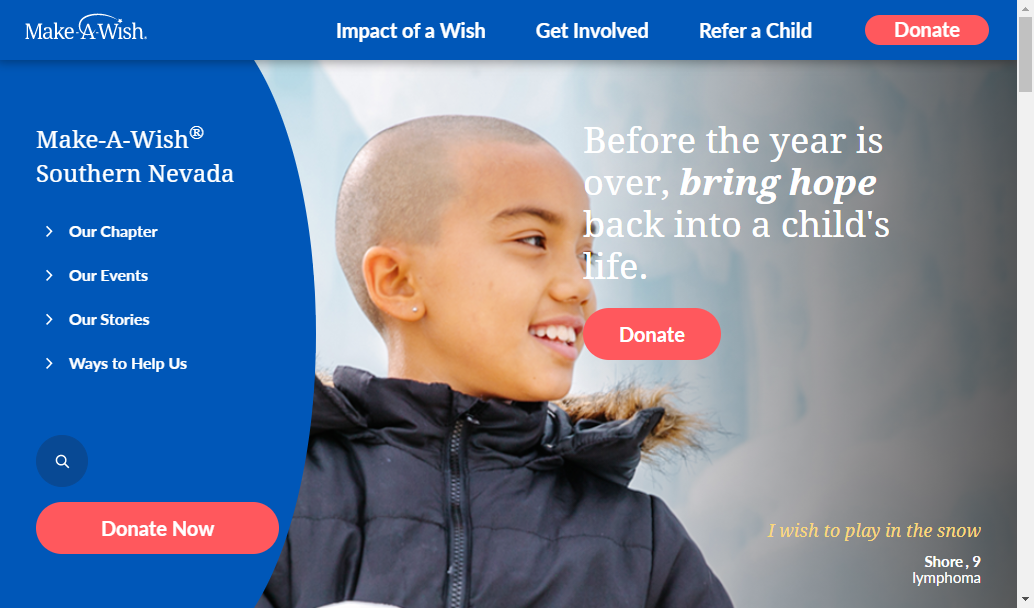 Make-A-Wish.
Impact of a Wish
Get Involved
Refer a Child
Donate
Make-A-Wish®
Southern Nevada
Our Chapter
Our Events
Our Stories
Ways to Help Us
Donate Now
Before the year is
over, bring hope
back into a child's
life.
Donate
I wish to play in the snow
Shore , 9
lymphoma